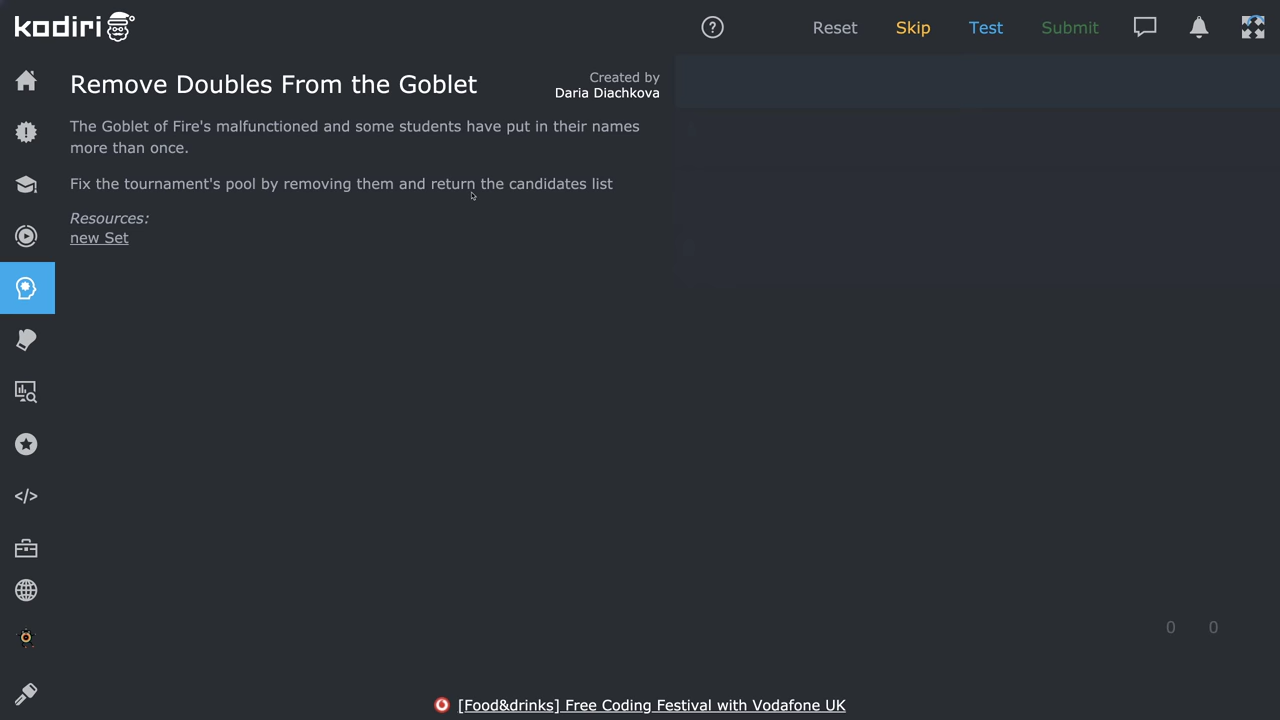 kodiri
Reset
Skip
Test
Submit
Remove Doubles From the Goblet
Created by
Daria Diachkova
The Goblet of Fire's malfunctioned and some students have put in their names
more than once.
Fix the tournament's pool by removing them and return the candidates list
Resources:
new Set
0 0
[Food&drinks] Free Coding Festival with Vodafone UK